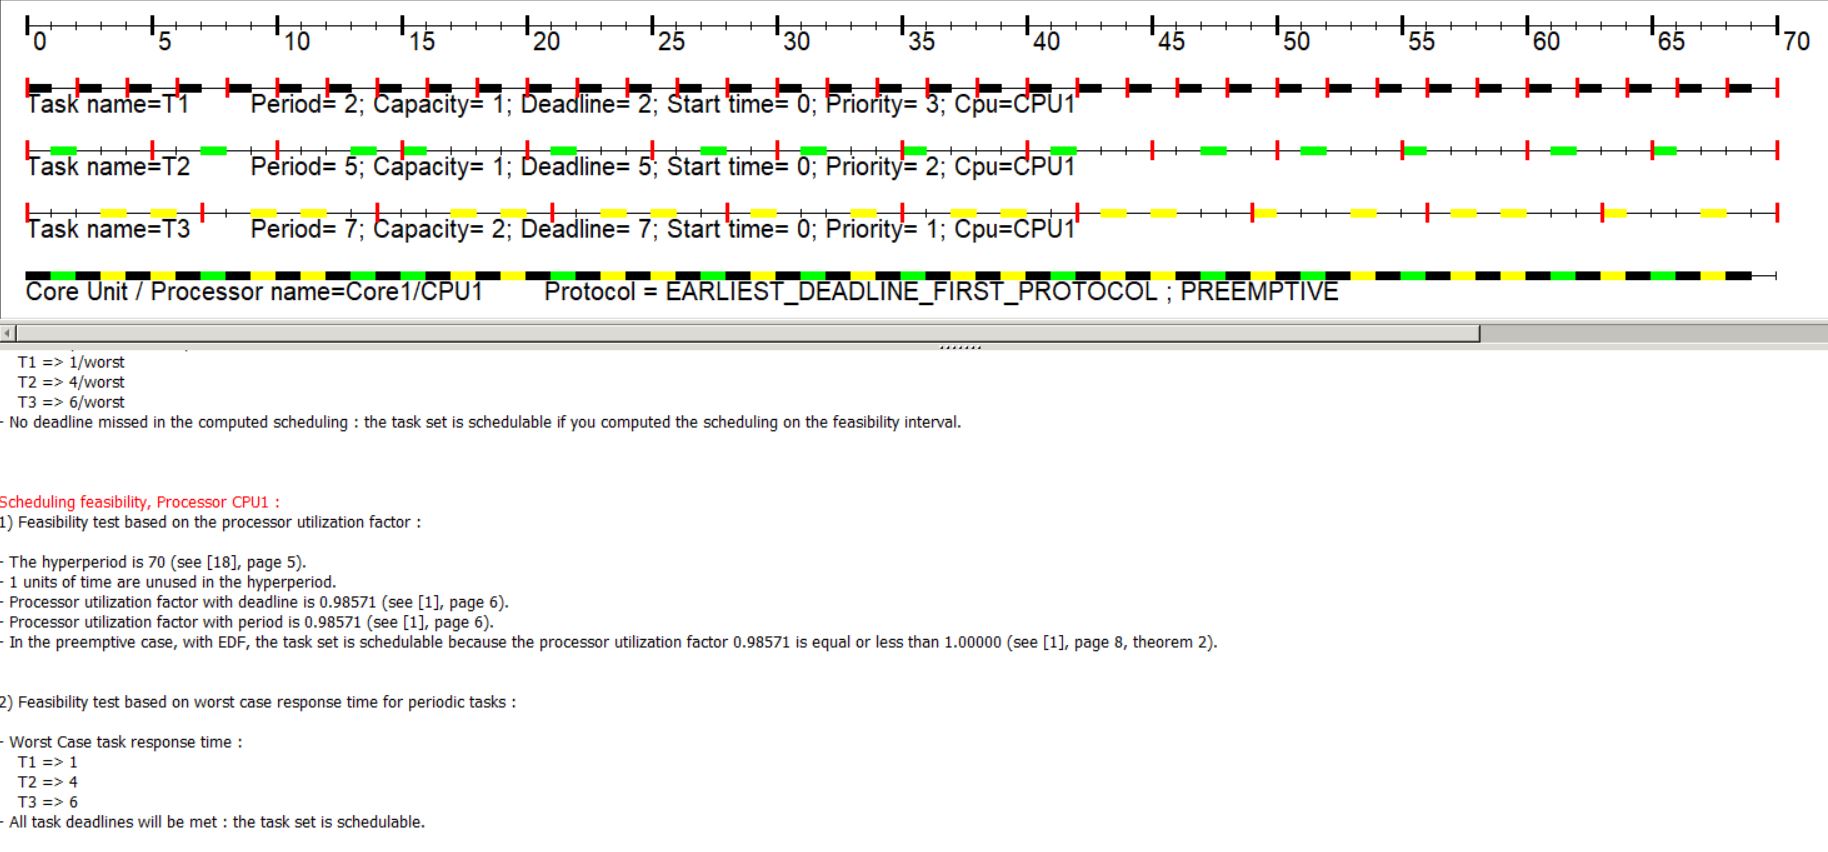 0 5 10 15 20 25 30 35 40 45 50 55 60 65 70
Task name=T1 Period= 2; Capacity= 1; Deadline= 2; Start time= 0; Priority= 3; Cpu=CPU1
Task name=T2 Period= 5; Capacity= 1; Deadline= 5; Start time= 0; Priority= 2; Cpu=CPU1
Task name=T3 Period= 7; Capacity= 2; Deadline= 7; Start time= 0; Priority= 1; Cpu=CPU1
Core Unit / Processor name=Core1/CPU1 Protocol = EARLIEST_DEADLINE_FIRST_PROTOCOL ; PREEMPTIVE
T1 => 1/worst
T2 => 4/worst
T3 => 6/worst
- No deadline missed in the computed scheduling : the task set is schedulable if you computed the scheduling on the feasibility interval.
Scheduling feasibility, Processor CPU1 :
1) Feasibility test based on the processor utilization factor :
- The hyperperiod is 70 (see [18], page 5).
- 1 units of time are unused in the hyperperiod.
- Processor utilization factor with deadline is 0.98571 (see [1], page 6).
- Processor utilization factor with period is 0.98571 (see [1], page 6).
- In the preemptive case, with EDF, the task set is schedulable because the processor utilization factor 0.98571 is equal or less than 1.00000 (see [1], page 8, theorem 2).
2) Feasibility test based on worst case response time for periodic tasks :
- Worst Case task response time :
T1 => 1
T2 => 4
T3 => 6
- All task deadlines will be met : the task set is schedulable.